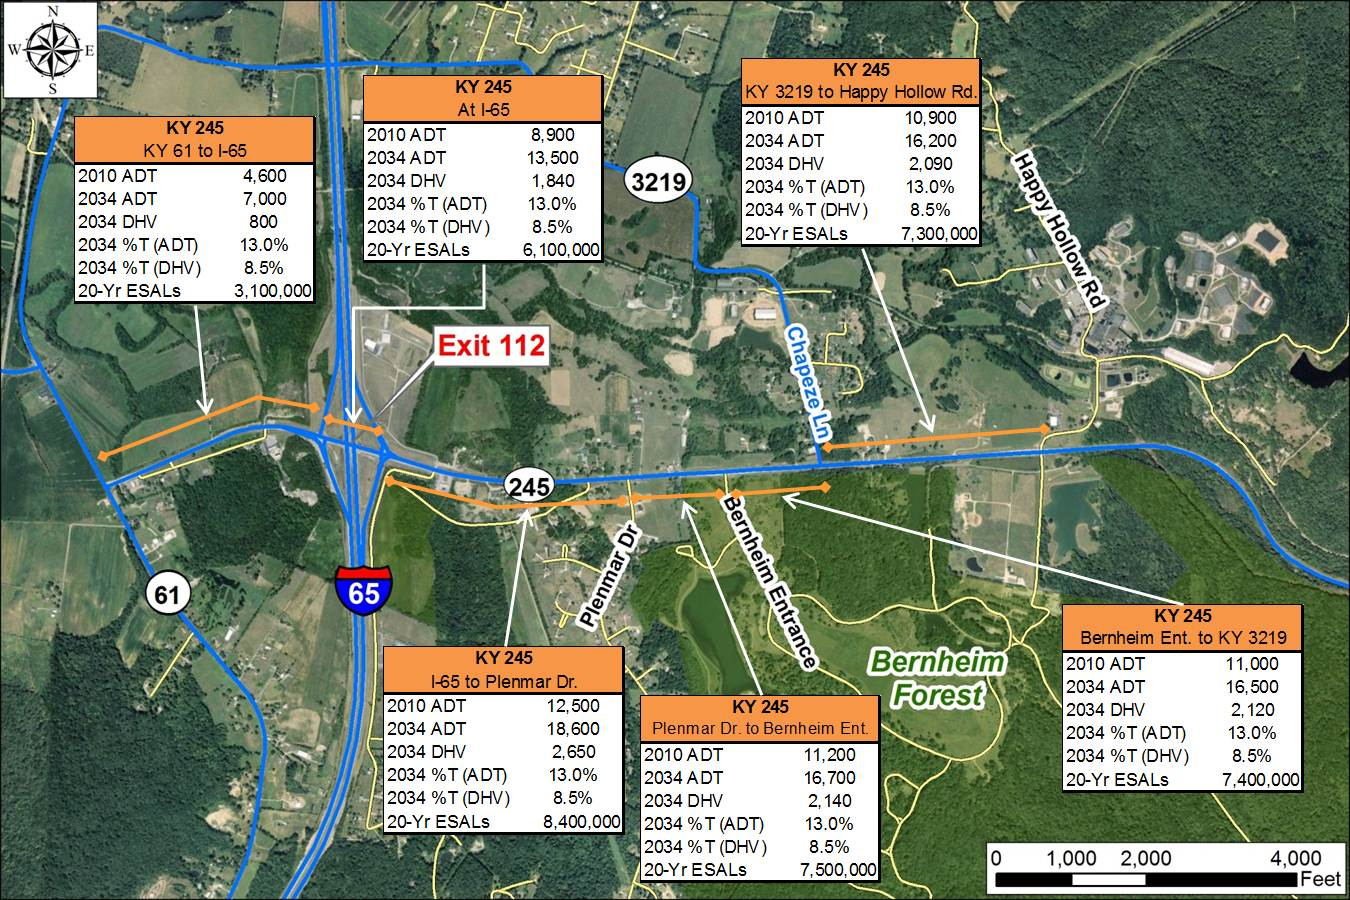 N
W E
S
KY 245
KY 61 to I-65
2010 ADT 4,600
2034 ADT 7,000
2034 DHV 800
2034 %T (ADT) 13.0%
2034 %T (DHV) 8.5%
20-Yr ESALs 3,100,000
KY 245
At I-65
2010 ADT 8,900
2034 ADT 13,500
2034 DHV 1,840
2034 %T (ADT) 13.0%
2034 %T (DHV) 8.5%
20-Yr ESALs 6,100,000
KY 245
KY 3219 to Happy Hollow Rd.
2010 ADT 10,900
2034 ADT 16,200
2034 DHV 2,090
2034 %T (ADT) 13.0%
2034 %T (DHV) 8.5%
20-Yr ESALs 7,300,000
3219
Happy Hollow Rd
Exit 112
Chapeze Ln
245
61
65
Plenmar Dr
Bernheim Entrance
Bernheim
Forest
KY 245
I-65 to Plenmar Dr.
2010 ADT 12,500
2034 ADT 18,600
2034 DHV 2,650
2034 %T (ADT) 13.0%
2034 %T (DHV) 8.5%
20-Yr ESALs 8,400,000
KY 245
Plenmar Dr. to Bernheim Ent.
2010 ADT 11,200
2034 ADT 16,700
2034 DHV 2,140
2034 %T (ADT) 13.0%
2034 %T (DHV) 8.5%
20-Yr ESALs 7,500,000
KY 245
Bernheim Ent. to KY 3219
2010 ADT 11,000
2034 ADT 16,500
2034 DHV 2,120
2034 %T (ADT) 13.0%
2034 %T (DHV) 8.5%
20-Yr ESALs 7,400,000
0 1,000 2,000 4,000
Feet